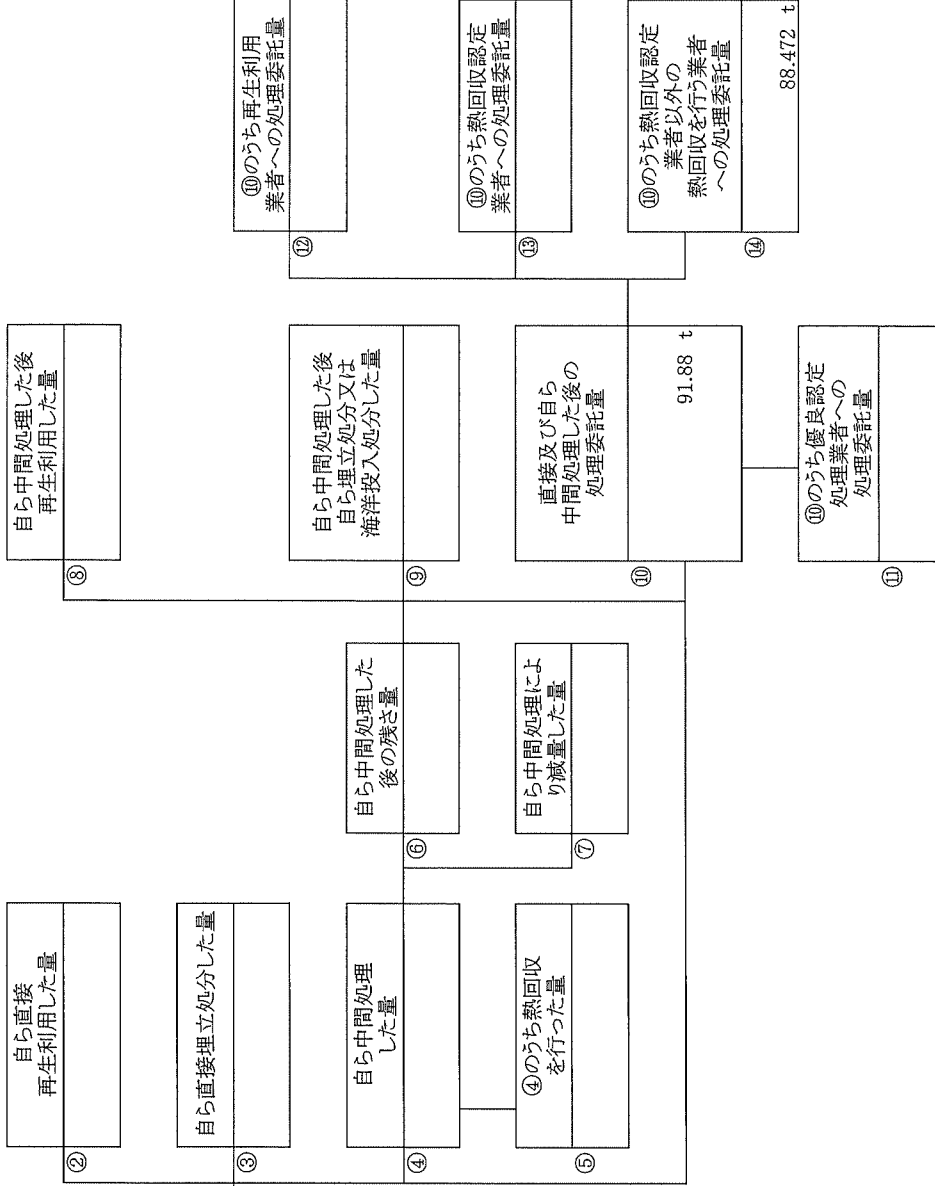 ②
自ら直接
再生利用した量
③
自ら直接埋立処分した量
④
自ら中間処理
した量
⑤
④のうち熱回収
を行った量
⑥
自ら中間処理した
後の残さ量
⑦
自ら中間処理によ
り減量した量
⑧
自ら中間処理した後
再生利用した量
⑨
自ら中間処理した後
自ら埋立処分又は
海洋投入処分した量
⑩
直接及び自ら
中間処理した後の
処理委託量
91.88 t
⑪
⑩のうち優良認定
処理業者への
処理委託量
⑫
⑩のうち再生利用
業者への処理委託量
⑬
⑩のうち熱回収認定
業者への処理委託量
⑭
⑩のうち熱回収認定
業者以外の
熱回収を行う業者
への処理委託量
88.472 t